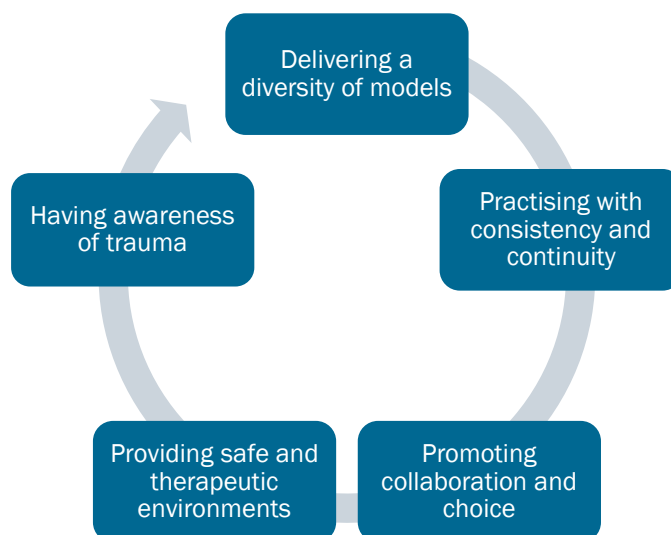 Delivering a
diversity of models
Practising with
consistency and
continuity
Promoting
collaboration and
choice
Providing safe and
therapeutic
environments
Having awareness
of trauma